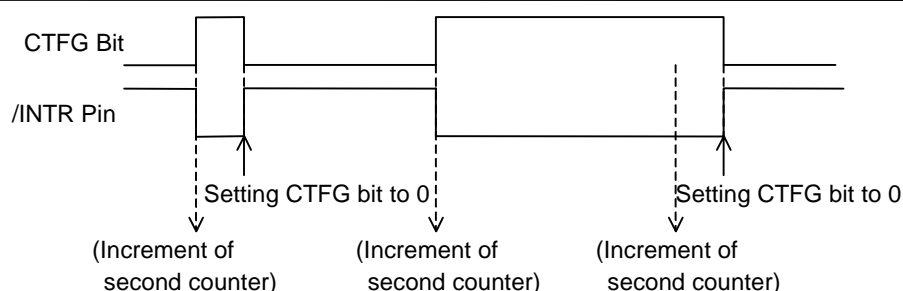 CTFG Bit
/INTR Pin
Setting CTFG bit to 0
Setting CTFG bit to 0
(Increment of
second counter)
(Increment of
second counter)
(Increment of
second counter)